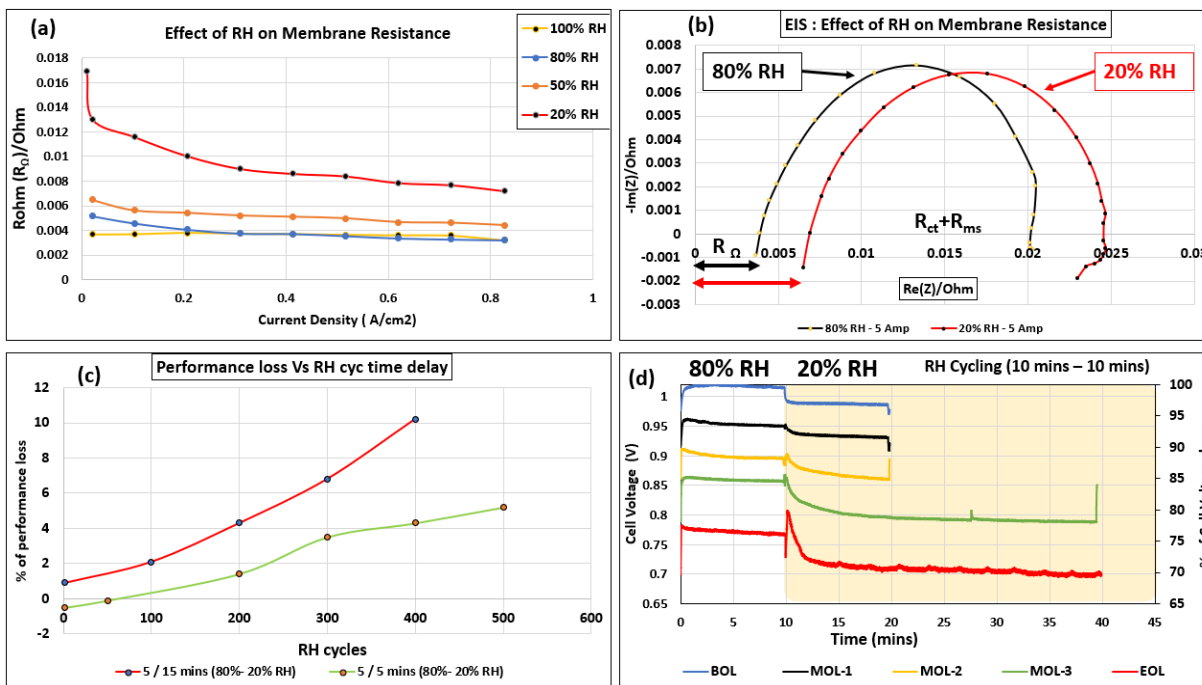 (a)
Effect of RH on Membrane Resistance
100% RH
80% RH
50% RH
20% RH
Rohm (RΩ)/Ohm
0.018
0.016
0.014
0.012
0.01
0.008
0.006
0.004
0.002
0
0 0.2 0.4 0.6 0.8 1
Current Density ( A/cm2)
(b)
EIS : Effect of RH on Membrane Resistance
80% RH
20% RH
-Im(Z)/Ohm
0.008
0.007
0.006
0.005
0.004
0.003
0.002
0.001
0
-0.001
-0.002
-0.003
Rct+Rms
R Ω
0 0.005 0.01 0.015 0.02 0.025 0.03
Re(Z)/Ohm
80% RH - 5 Amp 20% RH - 5 Amp
(c)
Performance loss Vs RH cyc time delay
% of performance loss
12
10
8
6
4
2
0
-2
0 100 200 300 400 500 600
RH cycles
5 / 15 mins (80%- 20% RH) 5 / 5 mins (80%- 20% RH)
(d)
80% RH 20% RH RH Cycling (10 mins – 10 mins)
Cell Voltage (V)
1
0.95
0.9
0.85
0.8
0.75
0.7
0.65
100
95
90
85
80
75
70
65
0 5 10 15 20 25 30 35 40 45
Time (mins)
BOL MOL-1 MOL-2 MOL-3 EOL